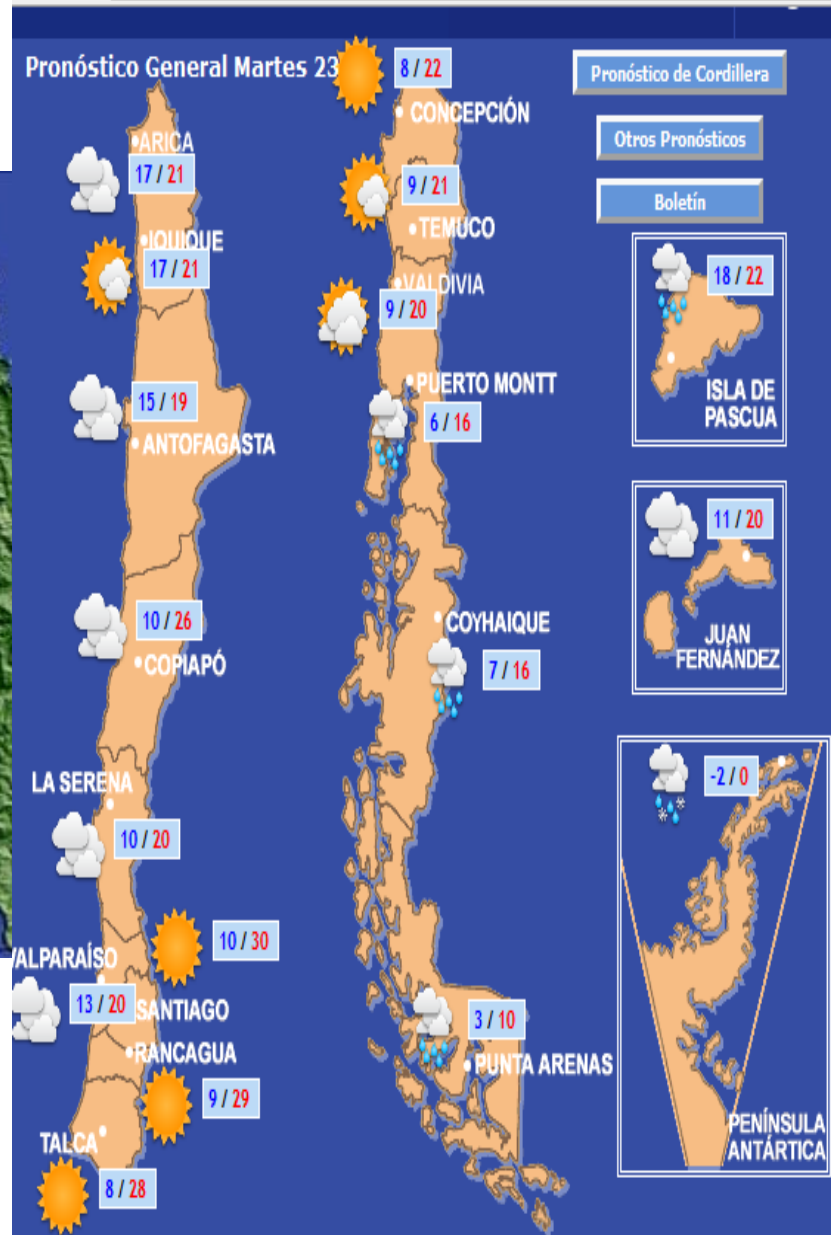 Pronóstico General Martes 23
ARICA
17 / 21
IQUIQUE
17 / 21
15 / 19
ANTOFAGASTA
10 / 26
COPIAPÓ
LA SERENA
10 / 20
10 / 30
VALPARAÍSO
13 / 20
SANTIAGO
RANCAGUA
9 / 29
TALCA
8 / 28
8 / 22
CONCEPCIÓN
9 / 21
TEMUCO
VALDIVIA
9 / 20
PUERTO MONTT
6 / 16
COYHAIQUE
7 / 16
3 / 10
PUNTA ARENAS
Pronóstico de Cordillera
Otros Pronósticos
Boletín
18 / 22
ISLA DE
PASCUA
11 / 20
JUAN
FERNÁNDEZ
-2 / 0
PENÍNSULA
ANTÁRTICA